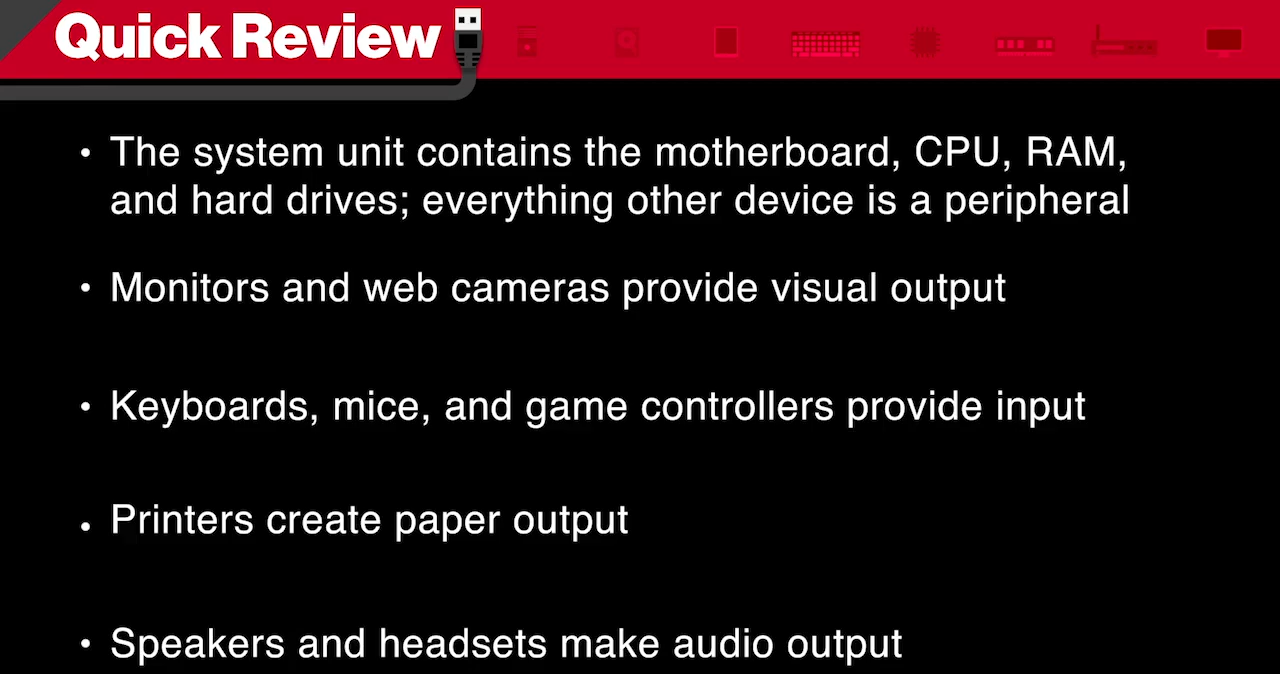 Quick Review
• The system unit contains the motherboard, CPU, RAM,
and hard drives; everything other device is a peripheral
• Monitors and web cameras provide visual output
• Keyboards, mice, and game controllers provide input
• Printers create paper output
• Speakers and headsets make audio output